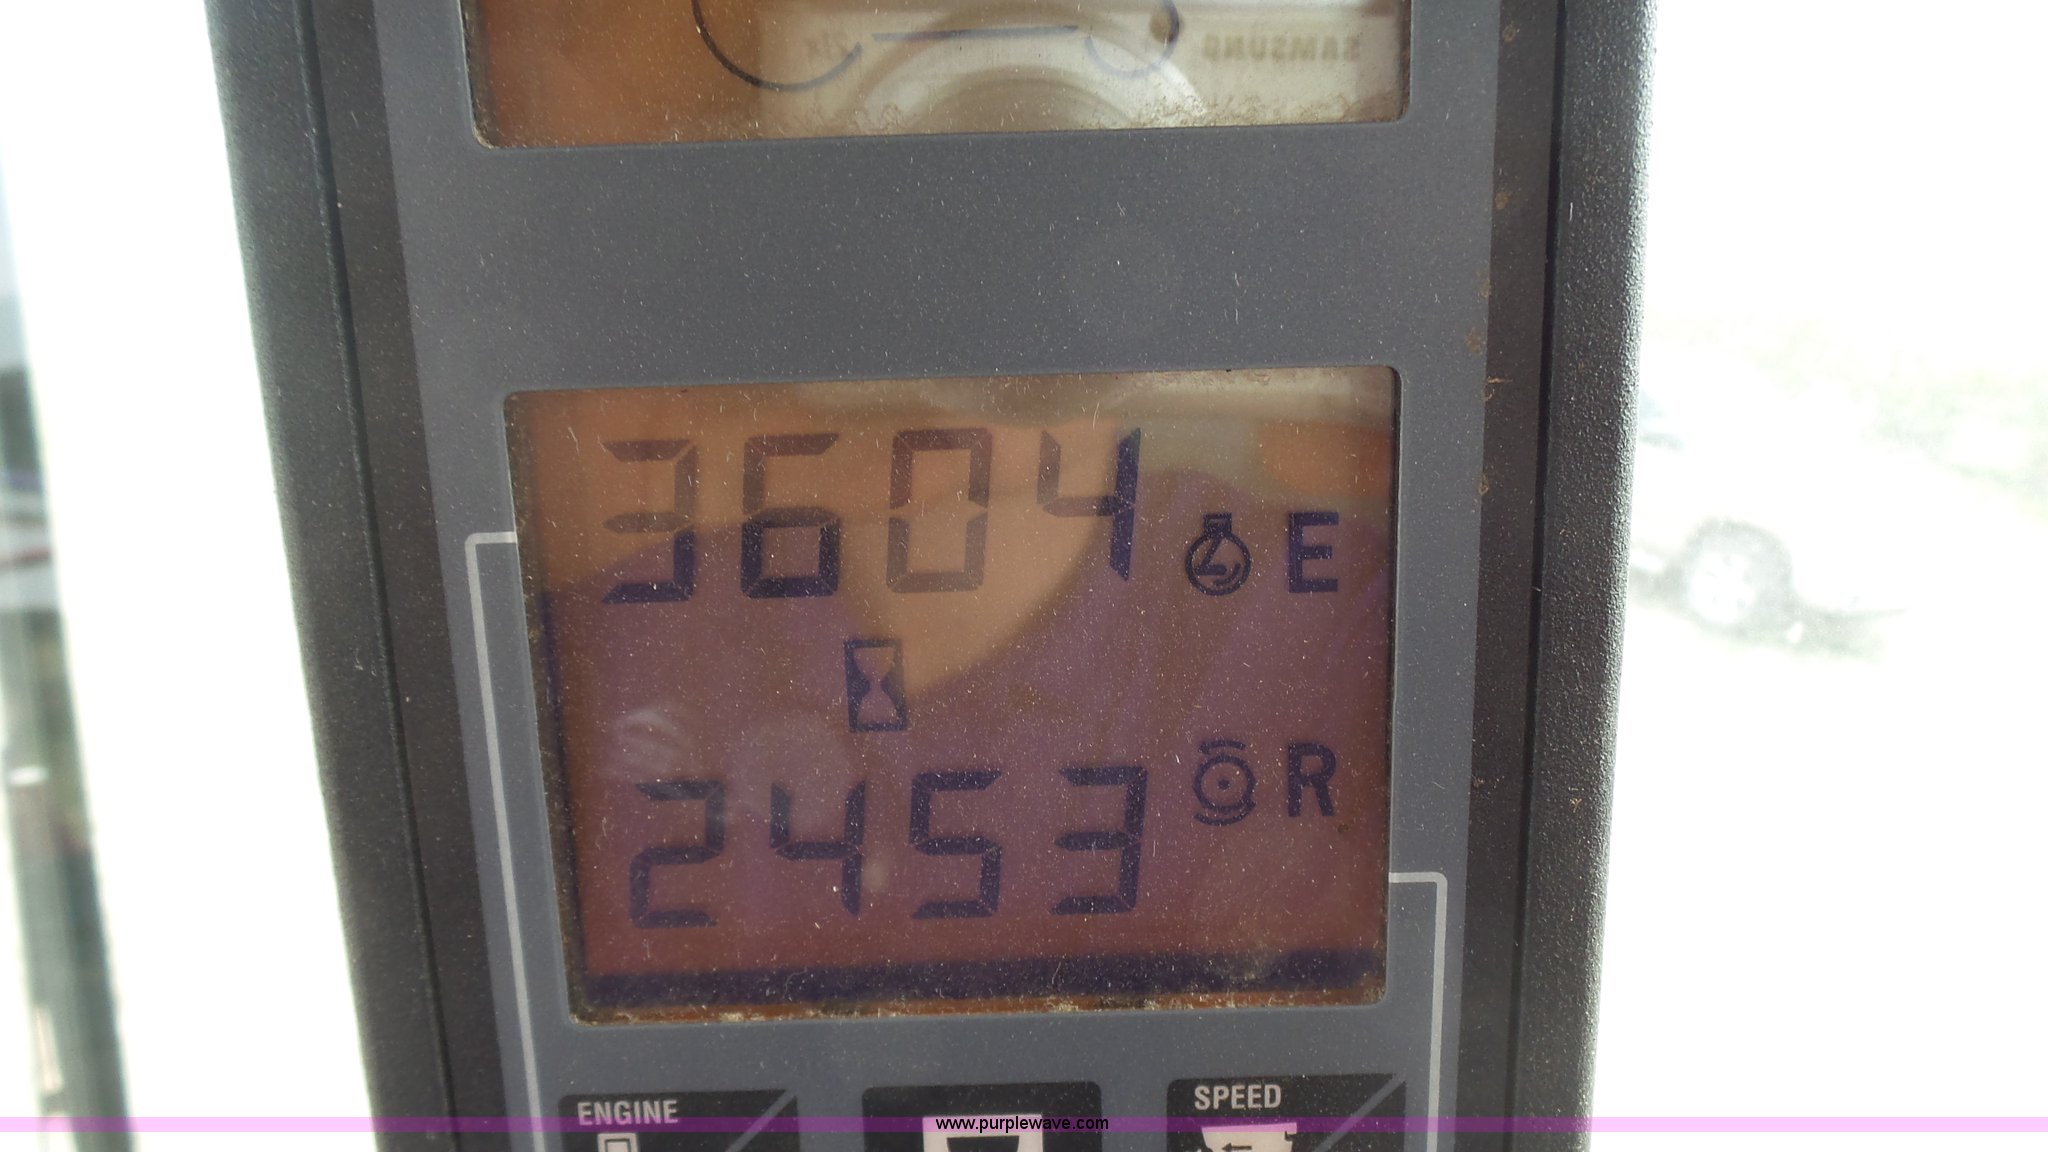 SAMSUNG
3604 E
2453 R
ENGINE
SPEED
www.purplewave.com